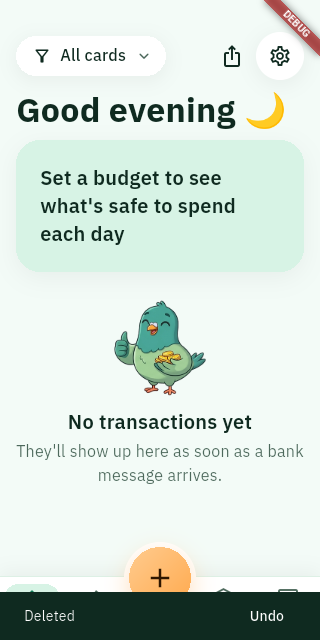 DEBUG
All cards
Good evening 🌙
Set a budget to see
what's safe to spend
each day
No transactions yet
They'll show up here as soon as a bank
message arrives.
Deleted
Undo